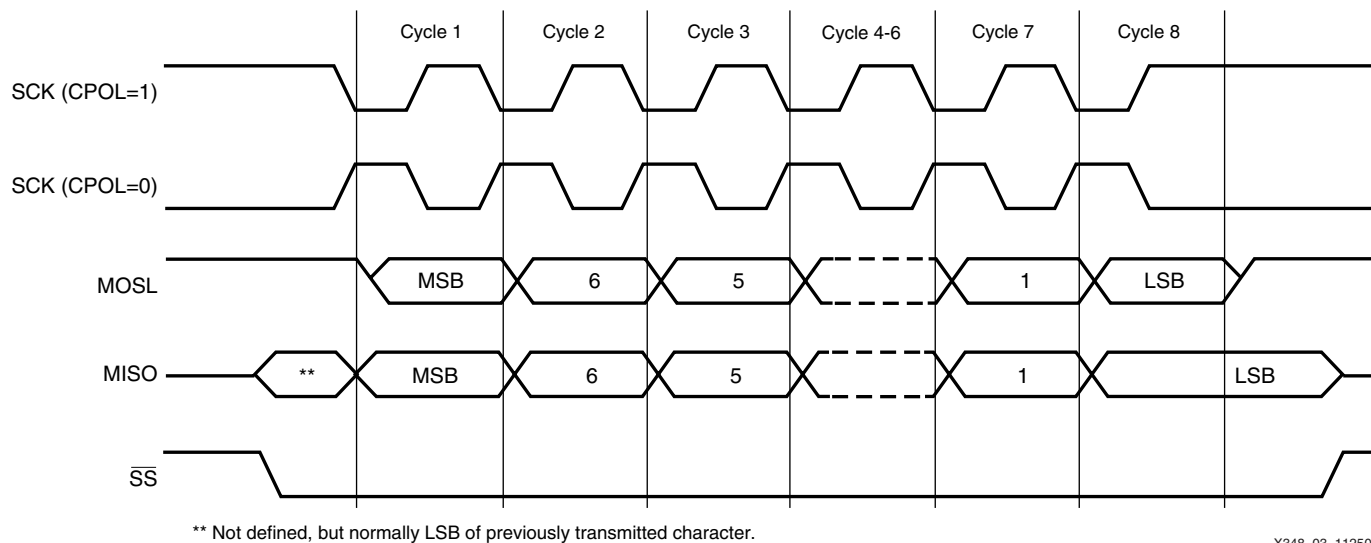 Cycle 1 Cycle 2 Cycle 3 Cycle 4-6 Cycle 7 Cycle 8
SCK (CPOL=1)
SCK (CPOL=0)
MOSL MSB 6 5 1 LSB
MISO ** MSB 6 5 1 LSB
SS
** Not defined, but normally LSB of previously transmitted character.